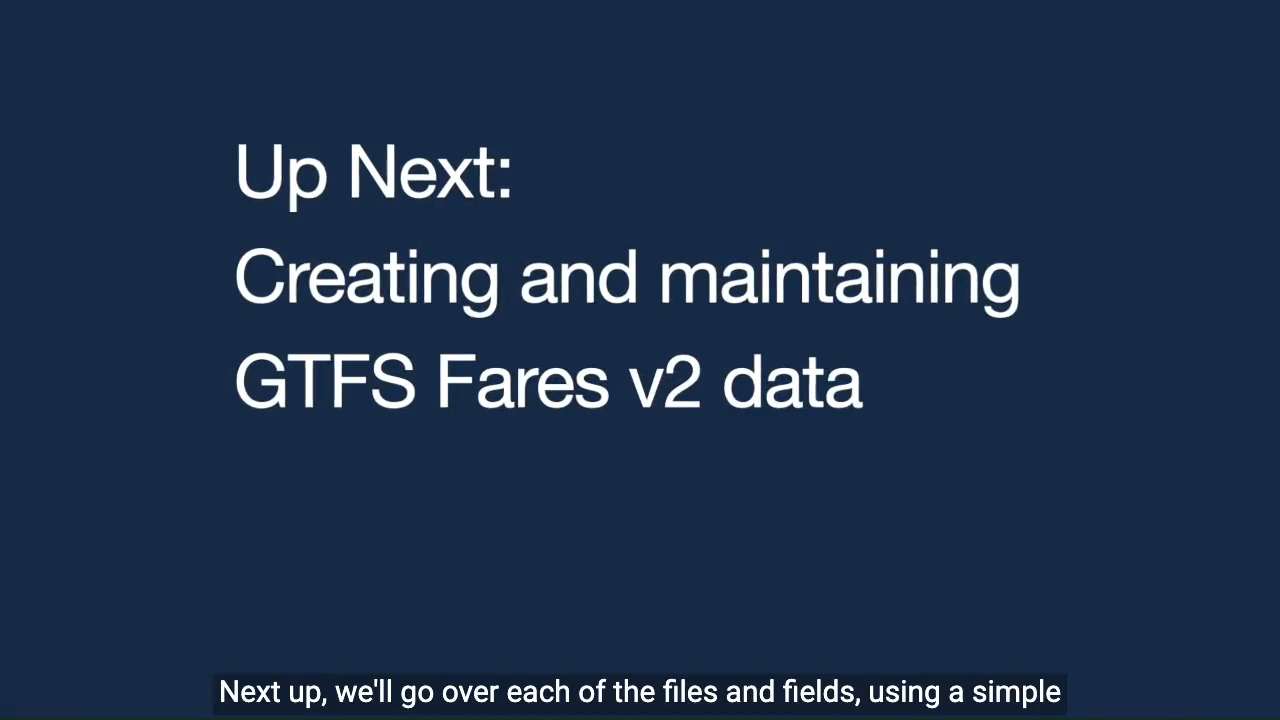 Up Next:
Creating and maintaining
GTFS Fares v2 data
Next up, we'll go over each of the files and fields, using a simple